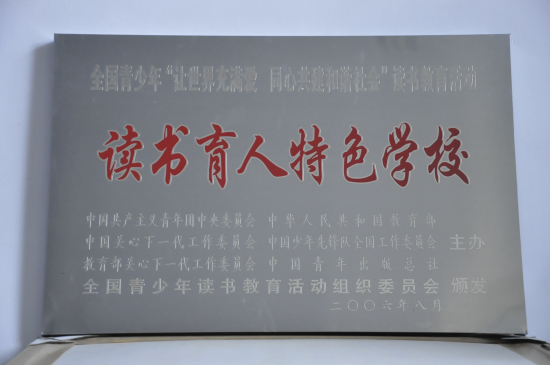 全国青少年“让世界充满爱 同心共建和谐社会”读书教育活动
读书育人特色学校
中国共产主义青年团中央委员会 中华人民共和国教育部
中国关心下一代工作委员会 中国少年先锋队全国工作委员会 主办
教育部关心下一代工作委员会 中国青年出版总社
全国青少年读书教育活动组织委员会 颁发
二〇〇六年八月